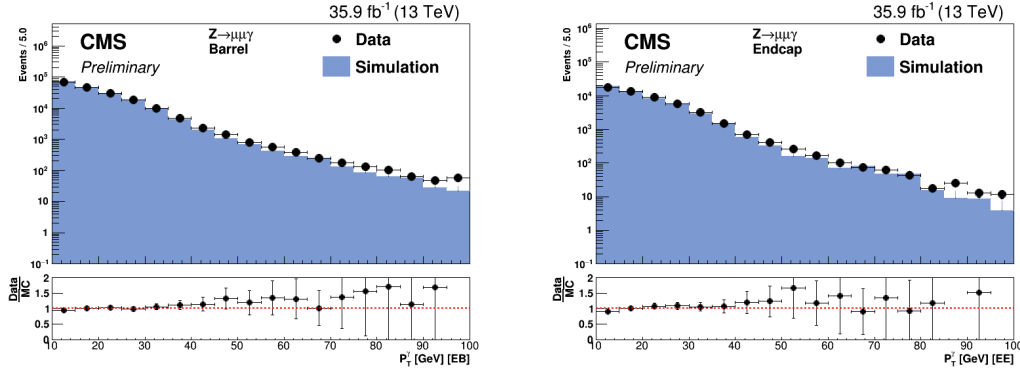 35.9 fb⁻¹ (13 TeV)
Events / 5.0
10⁶
10⁵
10⁴
10³
10²
10
1
10⁻¹
CMS
Preliminary
Z→μμγ
Barrel
Data
Simulation
Data
MC
2
1.5
1
0.5
0
10 20 30 40 50 60 70 80 90 100
P_T^γ [GeV] [EB]
35.9 fb⁻¹ (13 TeV)
Events / 5.0
10⁶
10⁵
10⁴
10³
10²
10
1
10⁻¹
CMS
Preliminary
Z→μμγ
Endcap
Data
Simulation
Data
MC
2
1.5
1
0.5
0
10 20 30 40 50 60 70 80 90 100
P_T^γ [GeV] [EE]